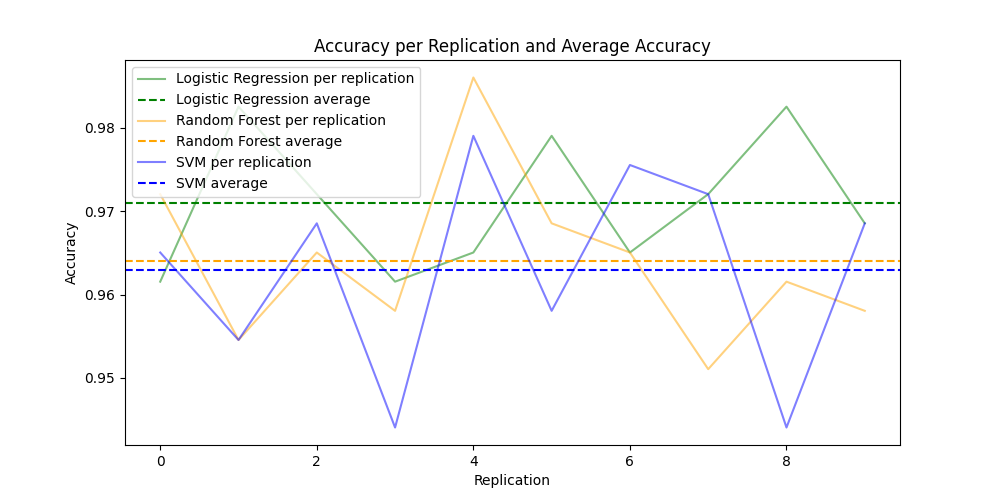 Accuracy per Replication and Average Accuracy
Logistic Regression per replication
Logistic Regression average
Random Forest per replication
Random Forest average
SVM per replication
SVM average
Accuracy
0.98
0.97
0.96
0.95
0 2 4 6 8
Replication